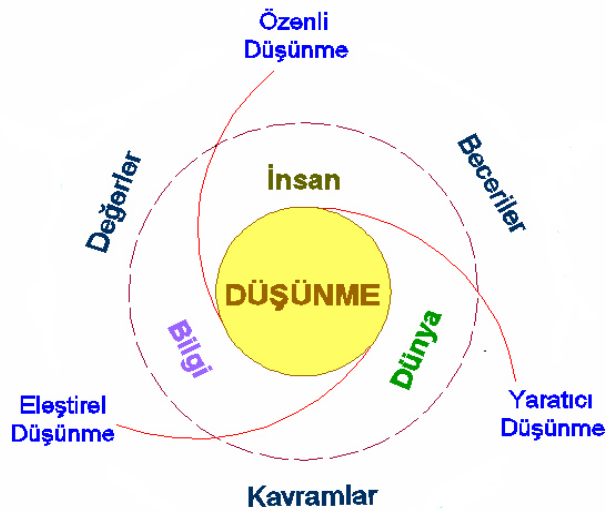 Özenli
Düşünme
Değerler
Beceriler
İnsan
DÜŞÜNME
Bilgi
Dünya
Eleştirel
Düşünme
Yaratıcı
Düşünme
Kavramlar